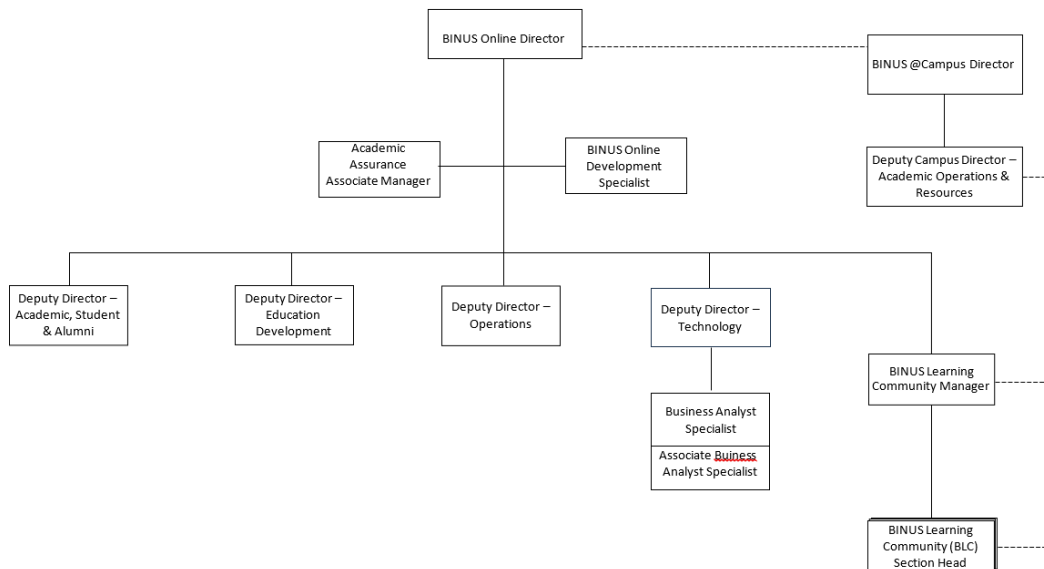 BINUS Online Director
BINUS @Campus Director
Academic
Assurance
Associate Manager
BINUS Online
Development
Specialist
Deputy Campus Director –
Academic Operations &
Resources
Deputy Director –
Academic, Student
& Alumni
Deputy Director –
Education
Development
Deputy Director –
Operations
Deputy Director –
Technology
BINUS Learning
Community Manager
Business Analyst
Specialist
Associate Buiness
Analyst Specialist
BINUS Learning
Community (BLC)
Section Head